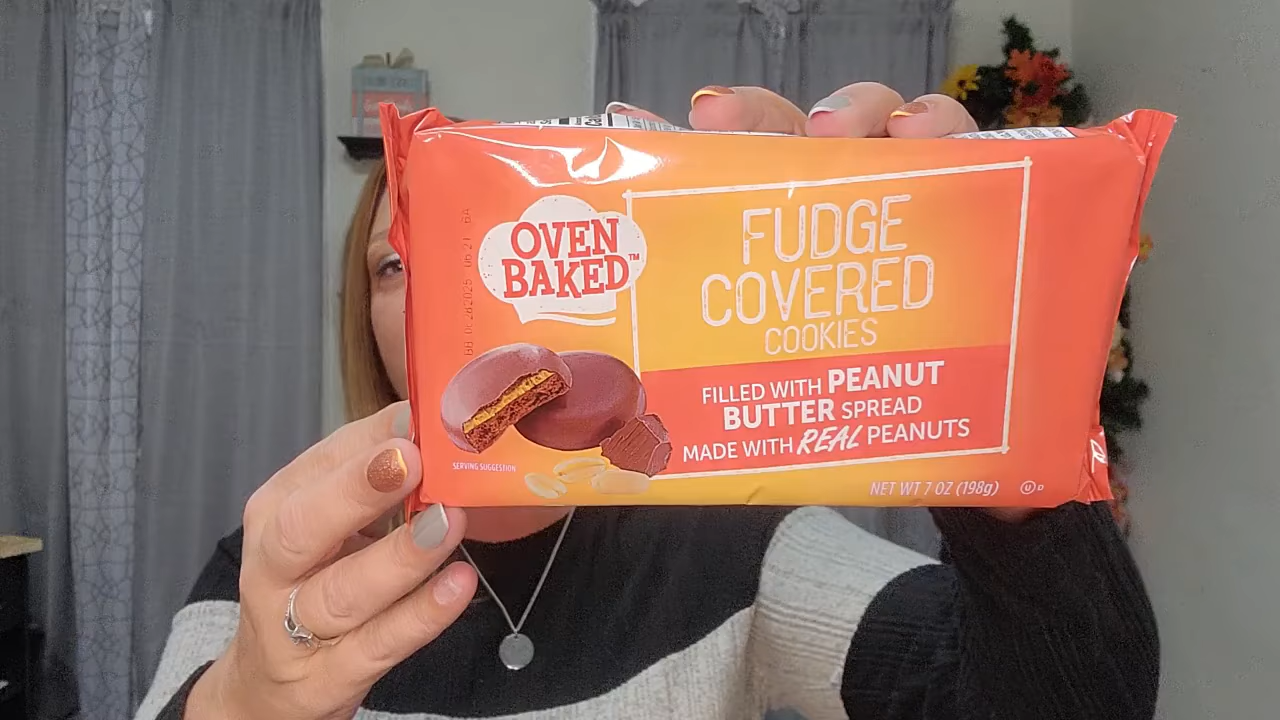 OVEN
BAKED™
FUDGE
COVERED
COOKIES
FILLED WITH PEANUT
BUTTER SPREAD
MADE WITH REAL PEANUTS
SERVING SUGGESTION
NET WT 7 OZ (198g) U D